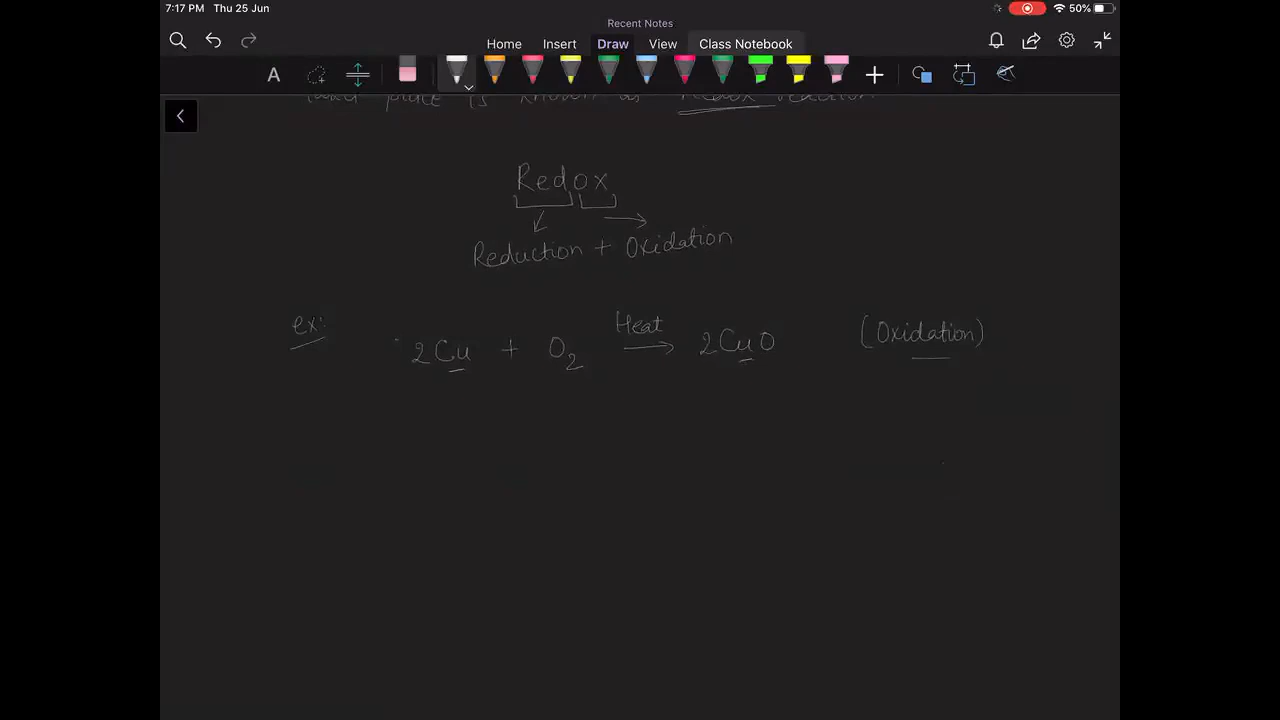 7:17 PM Thu 25 Jun
50%
Recent Notes
Home Insert Draw View Class Notebook
A
place is known as redox reaction
Redox
Reduction + Oxidation
ex:
Heat
2Cu + O2 → 2CuO (Oxidation)